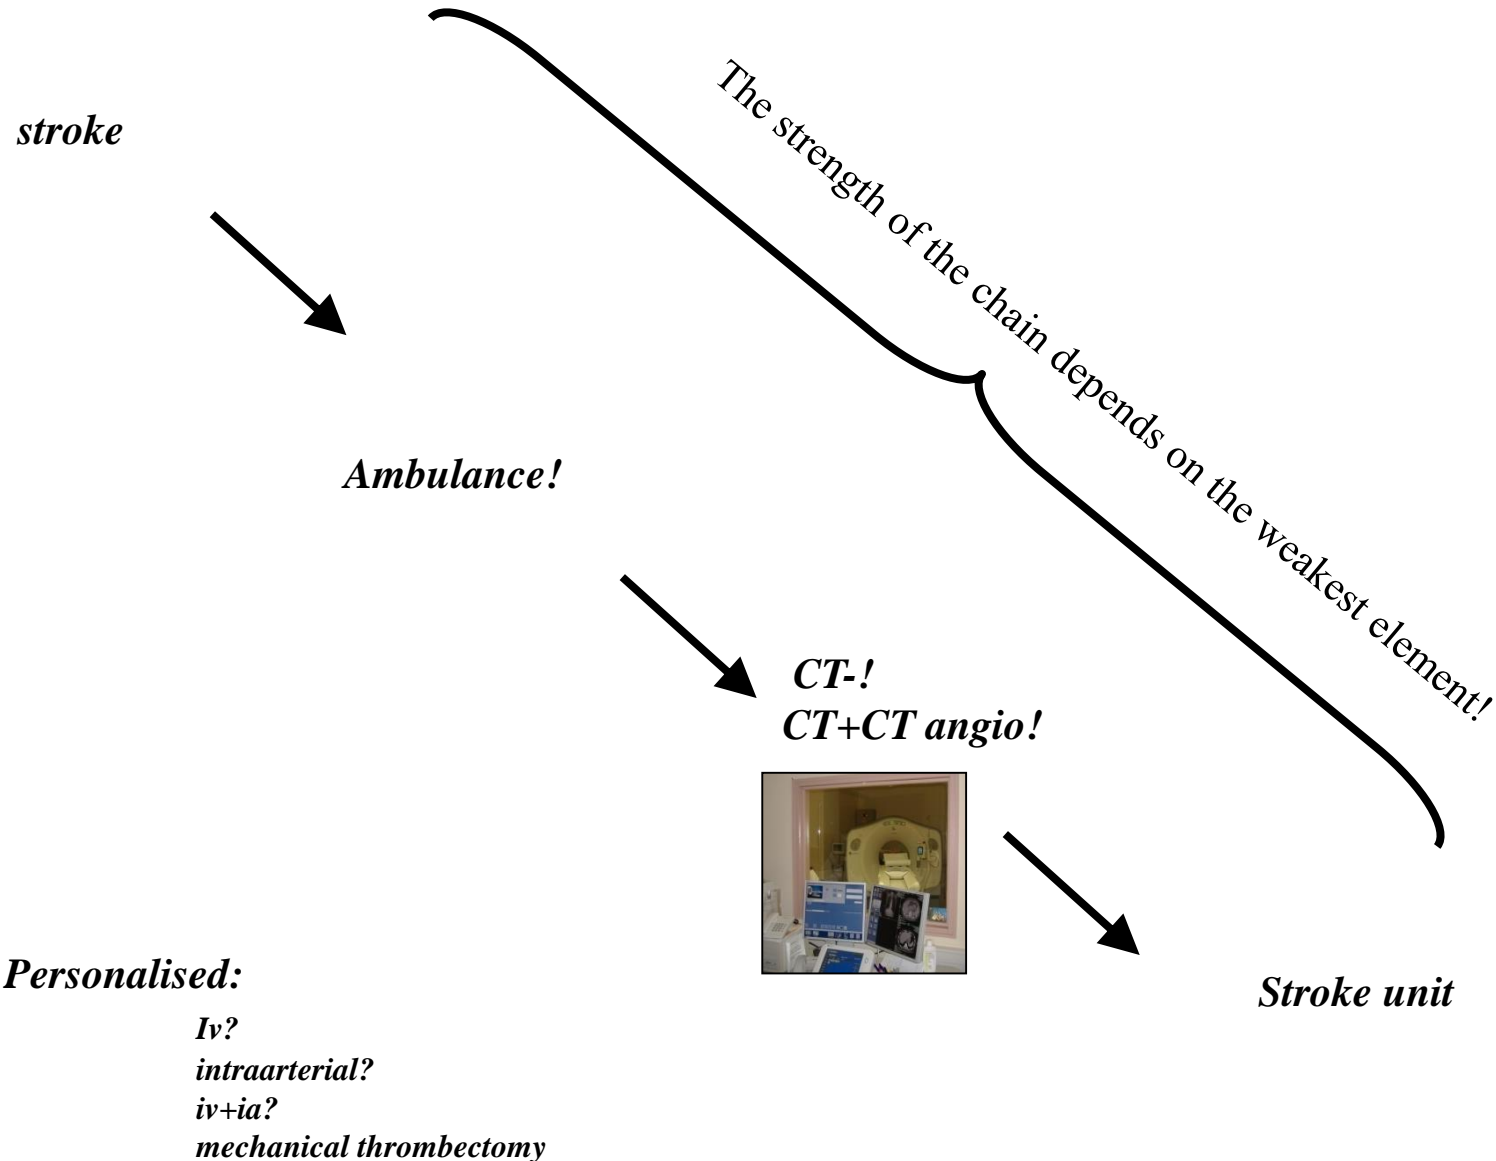 stroke
The strength of the chain depends on the weakest element!
Ambulance!
CT-!
CT+CT angio!
Personalised:
Iv?
intraarterial?
iv+ia?
mechanical thrombectomy
Stroke unit